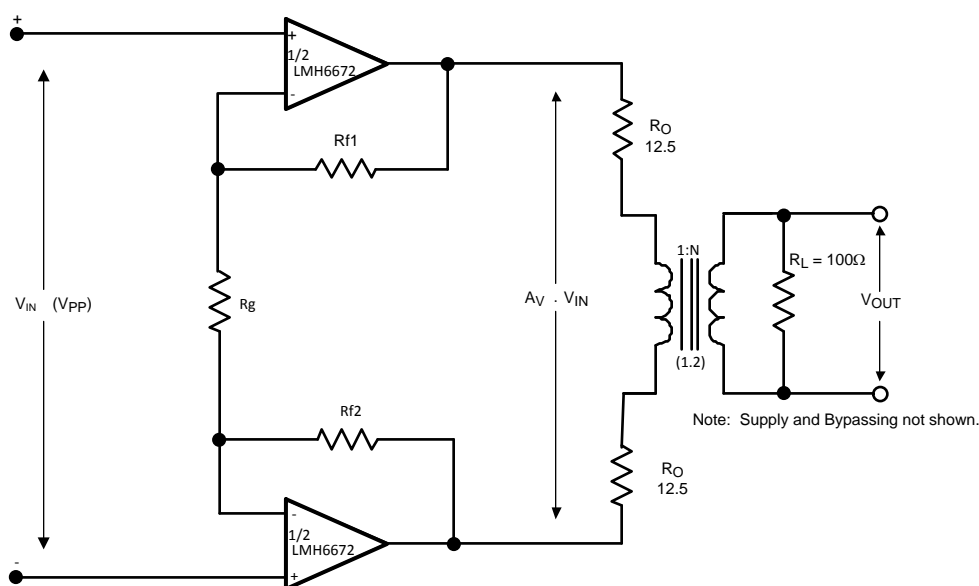 +
+
1/2
LMH6672
-
Rf1
RO
12.5
1:N
RL = 100Ω
VIN (VPP)
Rg
AV . VIN
VOUT
(1.2)
Note: Supply and Bypassing not shown.
Rf2
RO
12.5
-
1/2
LMH6672
-
+